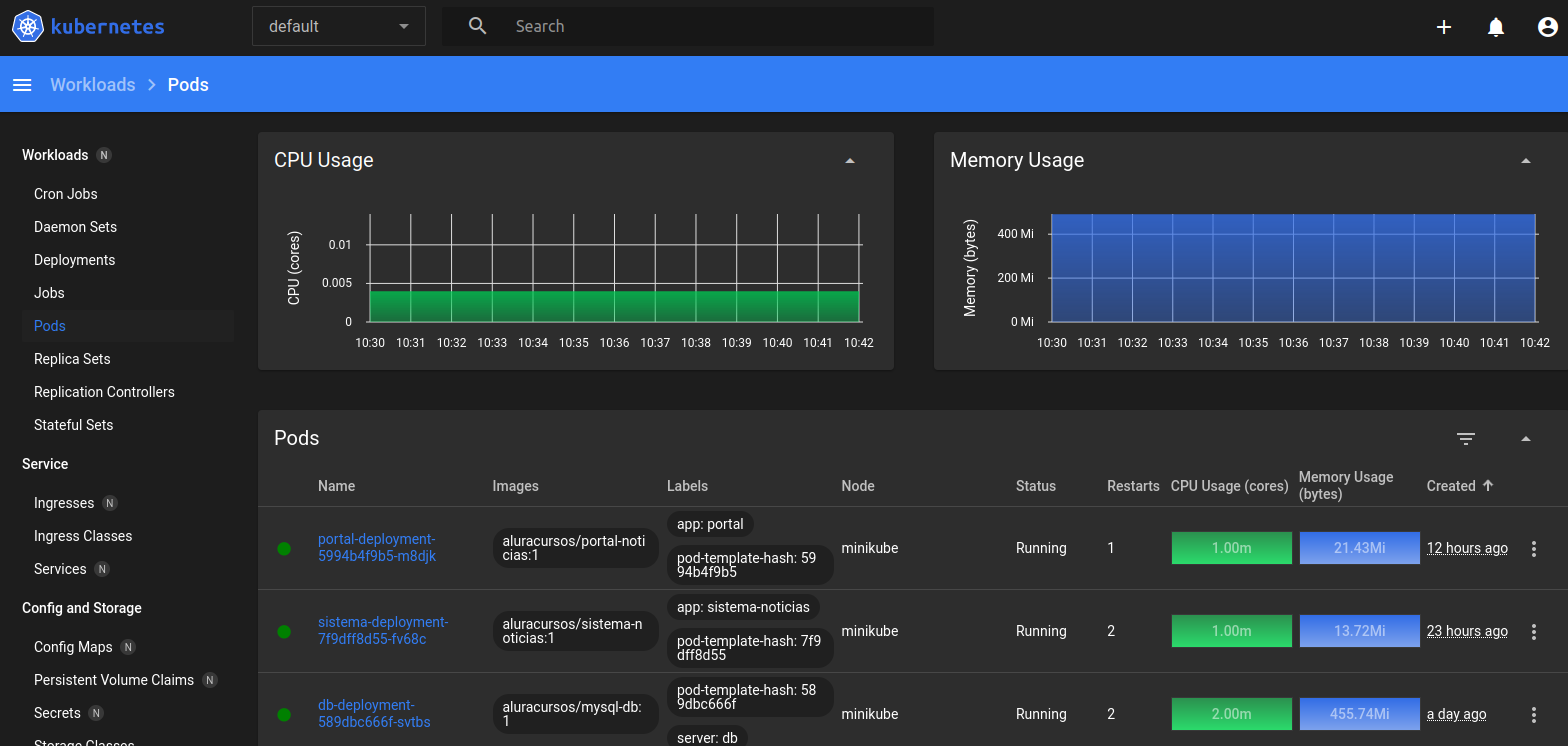 kubernetes
default
Search
Workloads
Pods
Workloads N
Cron Jobs
Daemon Sets
Deployments
Jobs
Pods
Replica Sets
Replication Controllers
Stateful Sets
Service
Ingresses N
Ingress Classes
Services N
Config and Storage
Config Maps N
Persistent Volume Claims N
Secrets N
Storage Classes
CPU Usage
CPU (cores)
0.01
0.005
0
10:30 10:31 10:32 10:33 10:34 10:35 10:36 10:37 10:38 10:39 10:40 10:41 10:42
Memory Usage
Memory (bytes)
400 Mi
200 Mi
0 Mi
10:30 10:31 10:32 10:33 10:34 10:35 10:36 10:37 10:38 10:39 10:40 10:41 10:42
Pods
Name
Images
Labels
Node
Status
Restarts
CPU Usage (cores)
Memory Usage
(bytes)
Created
portal-deployment-
5994b4f9b5-m8djk
aluracursos/portal-noti
cias:1
app: portal
pod-template-hash: 59
94b4f9b5
minikube
Running
1
1.00m
21.43Mi
12 hours ago
sistema-deployment-
7f9dff8d55-fv68c
aluracursos/sistema-n
oticias:1
app: sistema-noticias
pod-template-hash: 7f9
dff8d55
minikube
Running
2
1.00m
13.72Mi
23 hours ago
db-deployment-
589dbc666f-svtbs
aluracursos/mysql-db:
1
pod-template-hash: 58
9dbc666f
server: db
minikube
Running
2
2.00m
455.74Mi
a day ago